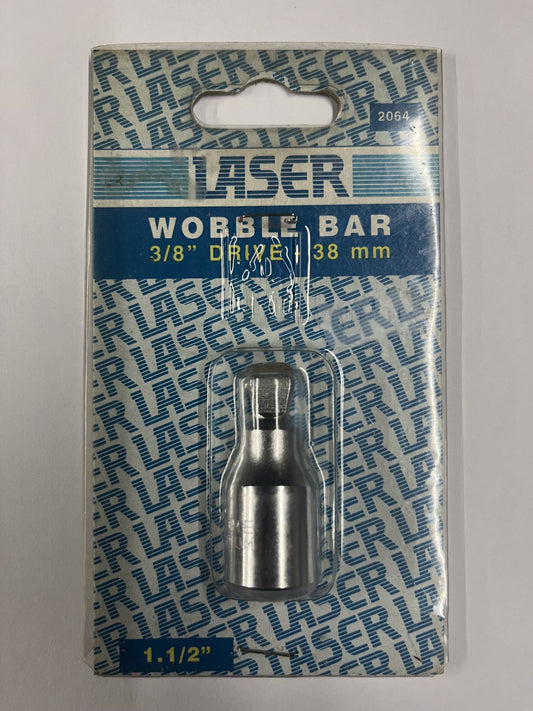 2064
LASER
WOBBLE BAR
3/8" DRIVE - 38 mm
1.1/2"